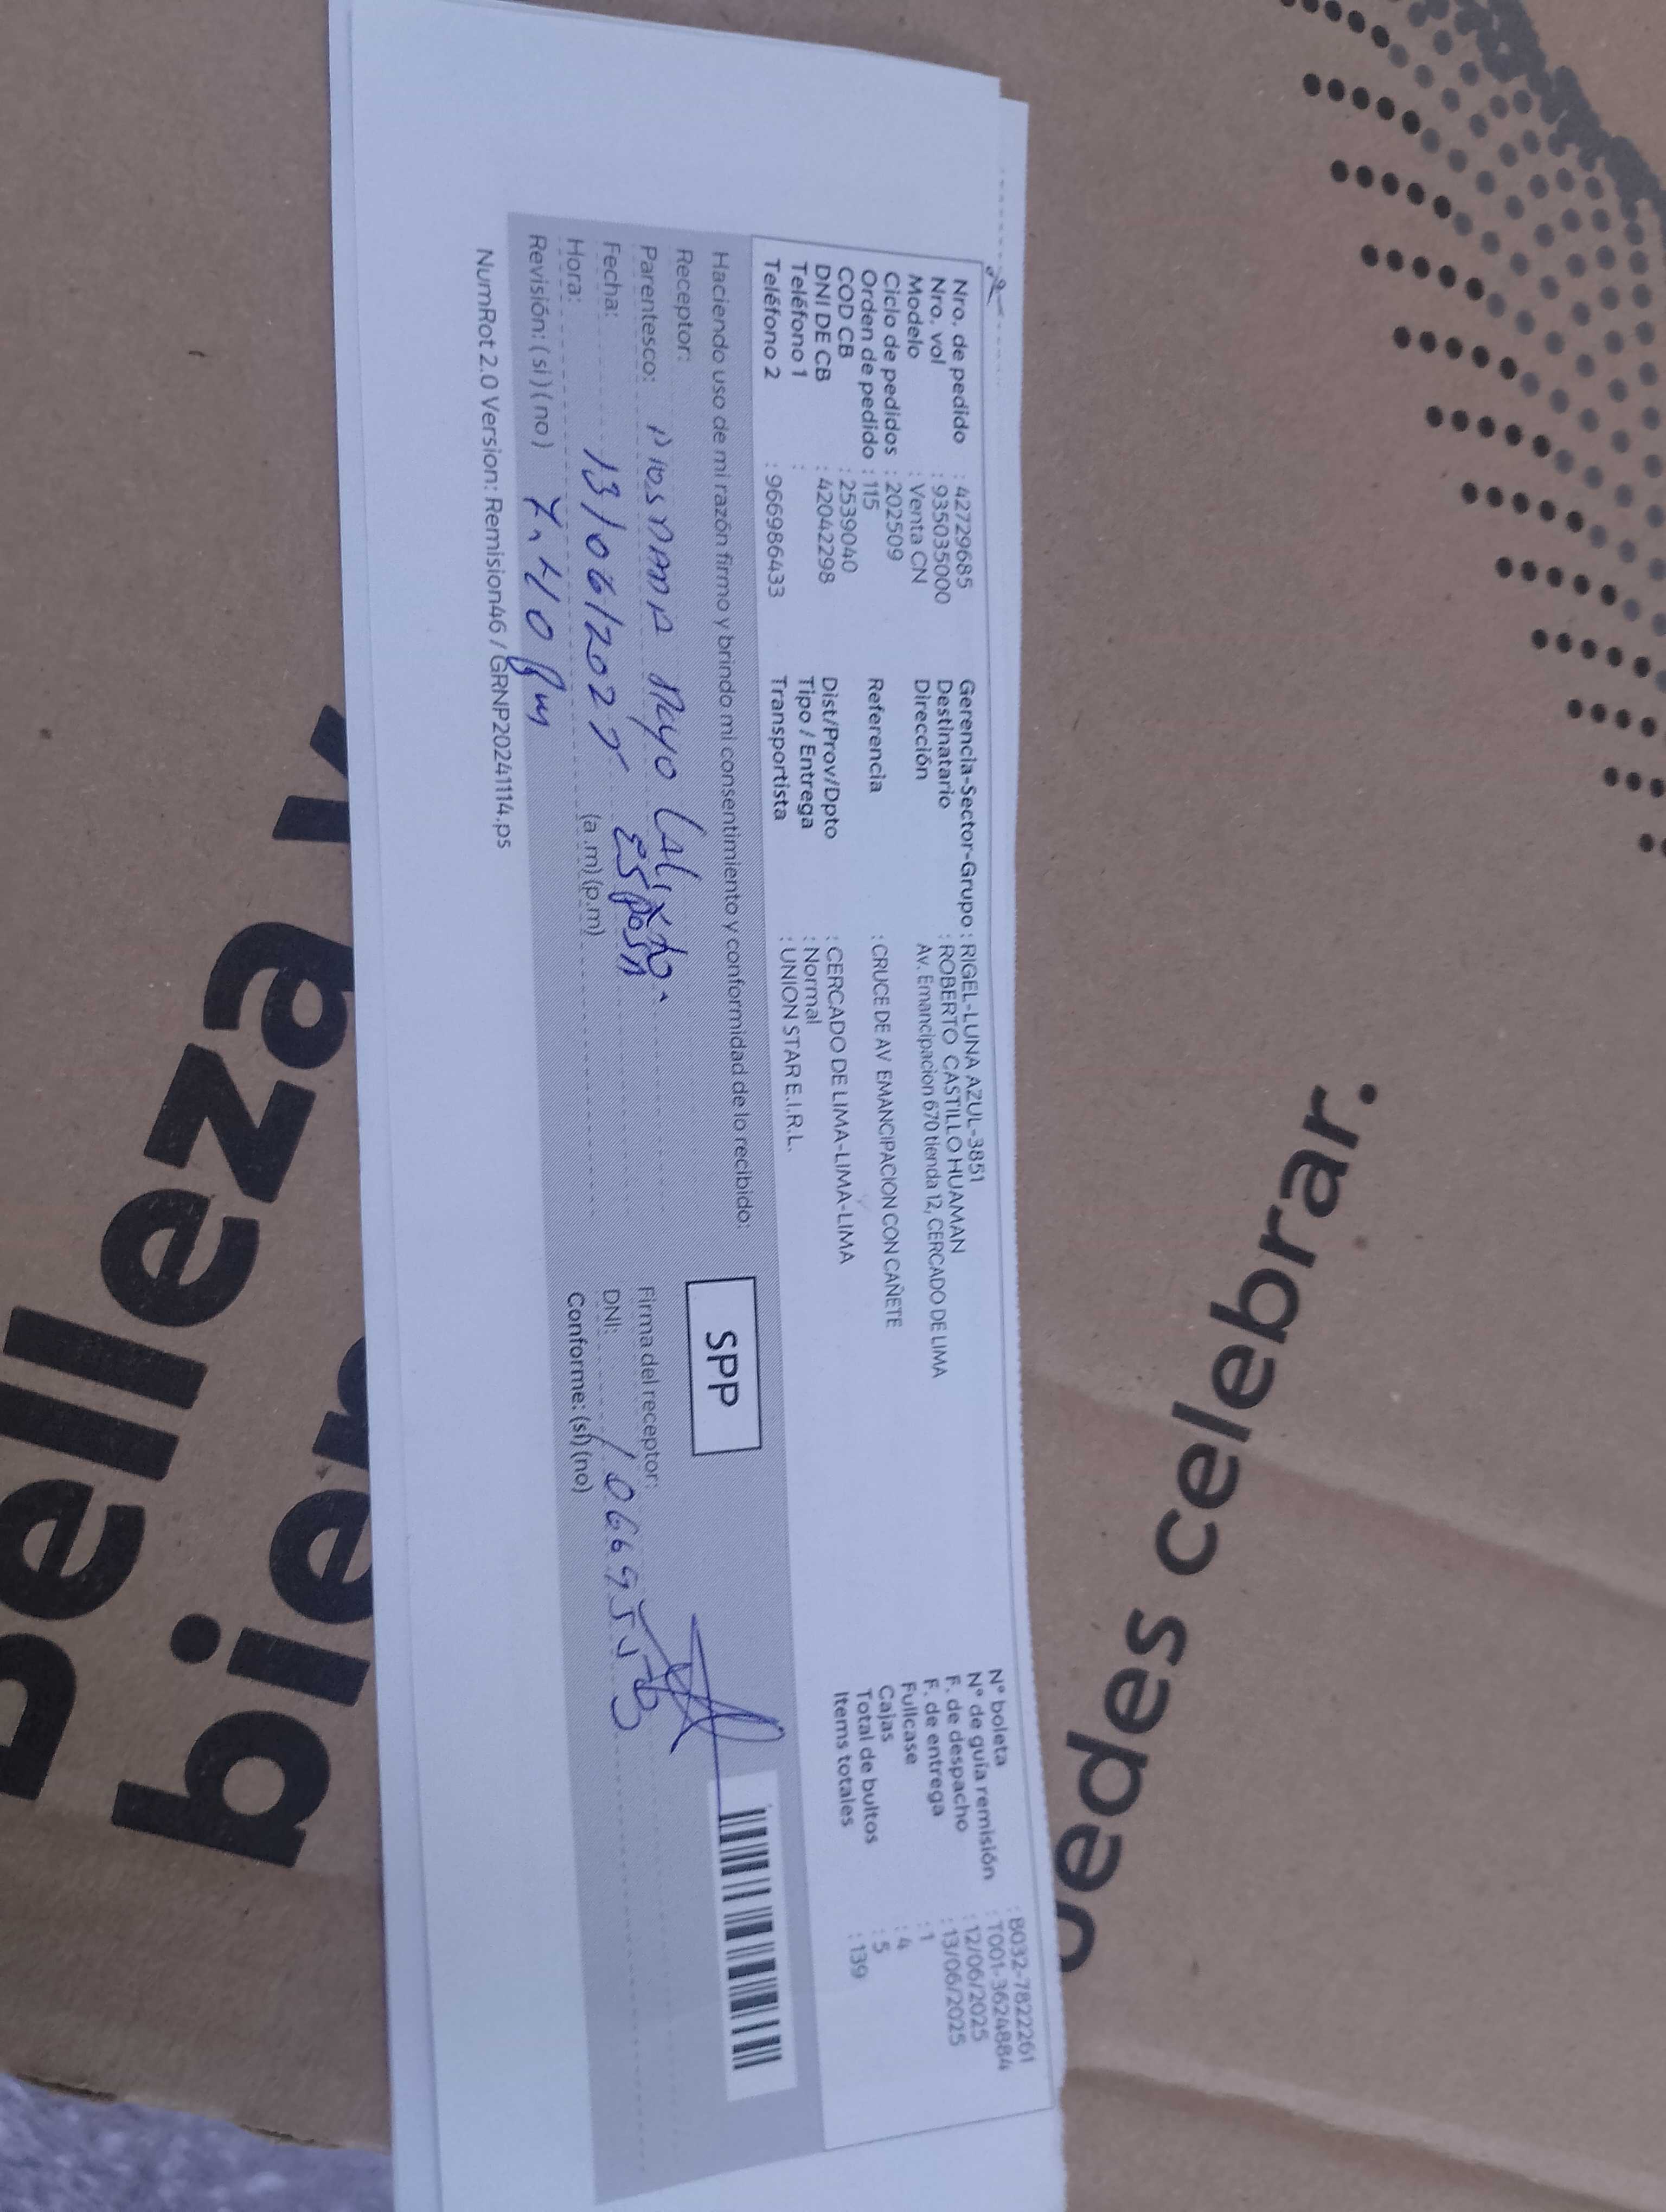 Nro. de pedido : 42729685
Nro. vol : 935035000
Modelo : Venta CN
Ciclo de pedidos : 202509
Orden de pedido : 115
COD CB : 2539040
DNI DE CB : 42042298
Teléfono 1 :
Teléfono 2 : 966986433
Gerencia-Sector-Grupo : RIGEL-LUNA AZUL-3851
Destinatario : ROBERTO CASTILLO HUAMAN
Dirección Av. Emancipacion 670 tienda 12, CERCADO DE LIMA
Referencia : CRUCE DE AV EMANCIPACION CON CAÑETE
Dist/Prov/Dpto : CERCADO DE LIMA-LIMA-LIMA
Tipo / Entrega : Normal
Transportista : UNION STAR E.I.R.L.
N° boleta : B032-7822261
N° de guía remisión : T001-3624884
F. de despacho : 12/06/2025
F. de entrega : 13/06/2025
Fullcase : 1
Cajas : 4
Total de bultos : 5
Items totales : 139
Haciendo uso de mi razón firmo y brindo mi consentimiento y conformidad de lo recibido:
SPP
Receptor:
Parentesco: Esposa
Fecha: 13/06/2025
Hora: (a.m) (p.m)
Revisión: (si) (no) 7:40 pm
Firma del receptor:
DNI:
Conforme: (sí) (no)
NumRot 2.0 Version: Remision46 / GRNP20241114.ps
celebrar.
belleza